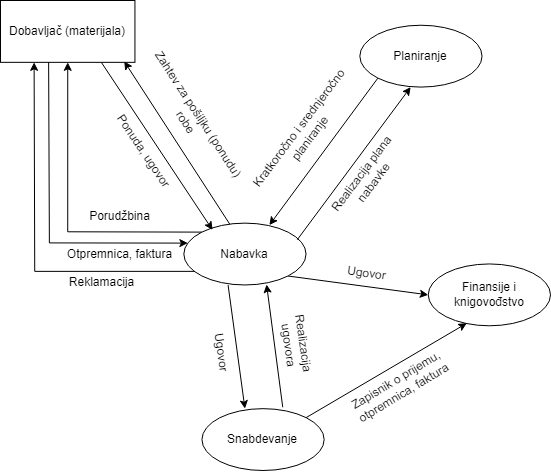 Dobavljač (materijala)
Planiranje
Zahtev za pošiljku (ponudu)
robe
Ponuda, ugovor
Kratkoročno i srednjeročno
planiranje
Realizacija plana
nabavke
Porudžbina
Otpremnica, faktura
Nabavka
Reklamacija
Ugovor
Finansije i
knigovođstvo
Ugovor
Realizacija
ugovora
Zapisnik o prijemu,
otpremnica, faktura
Snabdevanje